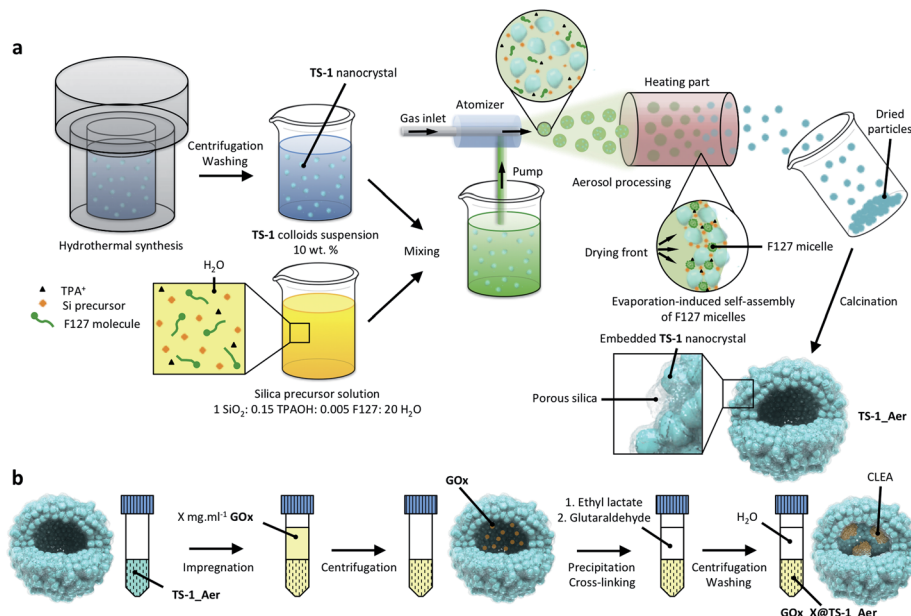 a
Hydrothermal synthesis
Centrifugation
Washing
TS-1 nanocrystal
TS-1 colloids suspension
10 wt. %
Mixing
Gas inlet
Atomizer
Pump
Heating part
Aerosol processing
Dried
particles
Drying front
F127 micelle
Evaporation-induced self-assembly
of F127 micelles
Calcination
H₂O
TPA⁺
Si precursor
F127 molecule
Silica precursor solution
1 SiO₂: 0.15 TPAOH: 0.005 F127: 20 H₂O
Embedded TS-1 nanocrystal
Porous silica
TS-1_Aer
b
TS-1_Aer
X mg.ml⁻¹ GOx
Impregnation
Centrifugation
GOx
1. Ethyl lactate
2. Glutaraldehyde
Precipitation
Cross-linking
Centrifugation
Washing
H₂O
CLEA
GOx_X@TS-1_Aer